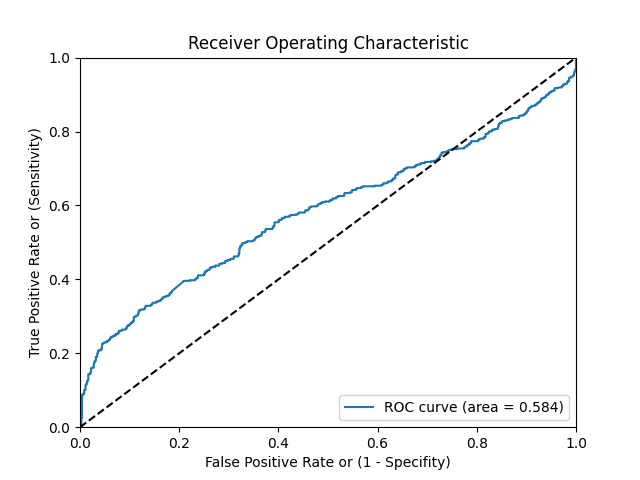 Receiver Operating Characteristic
True Positive Rate or (Sensitivity)
1.0
0.8
0.6
0.4
0.2
0.0
ROC curve (area = 0.584)
0.0 0.2 0.4 0.6 0.8 1.0
False Positive Rate or (1 - Specifity)